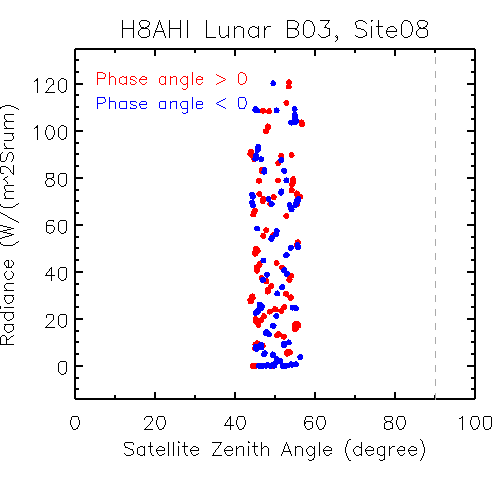 H8AHI Lunar B03, Site08
Phase angle > 0
Phase angle < 0
120
100
80
60
40
20
0
Radiance (W/(m^2Srum)
0 20 40 60 80 100
Satellite Zenith Angle (degree)